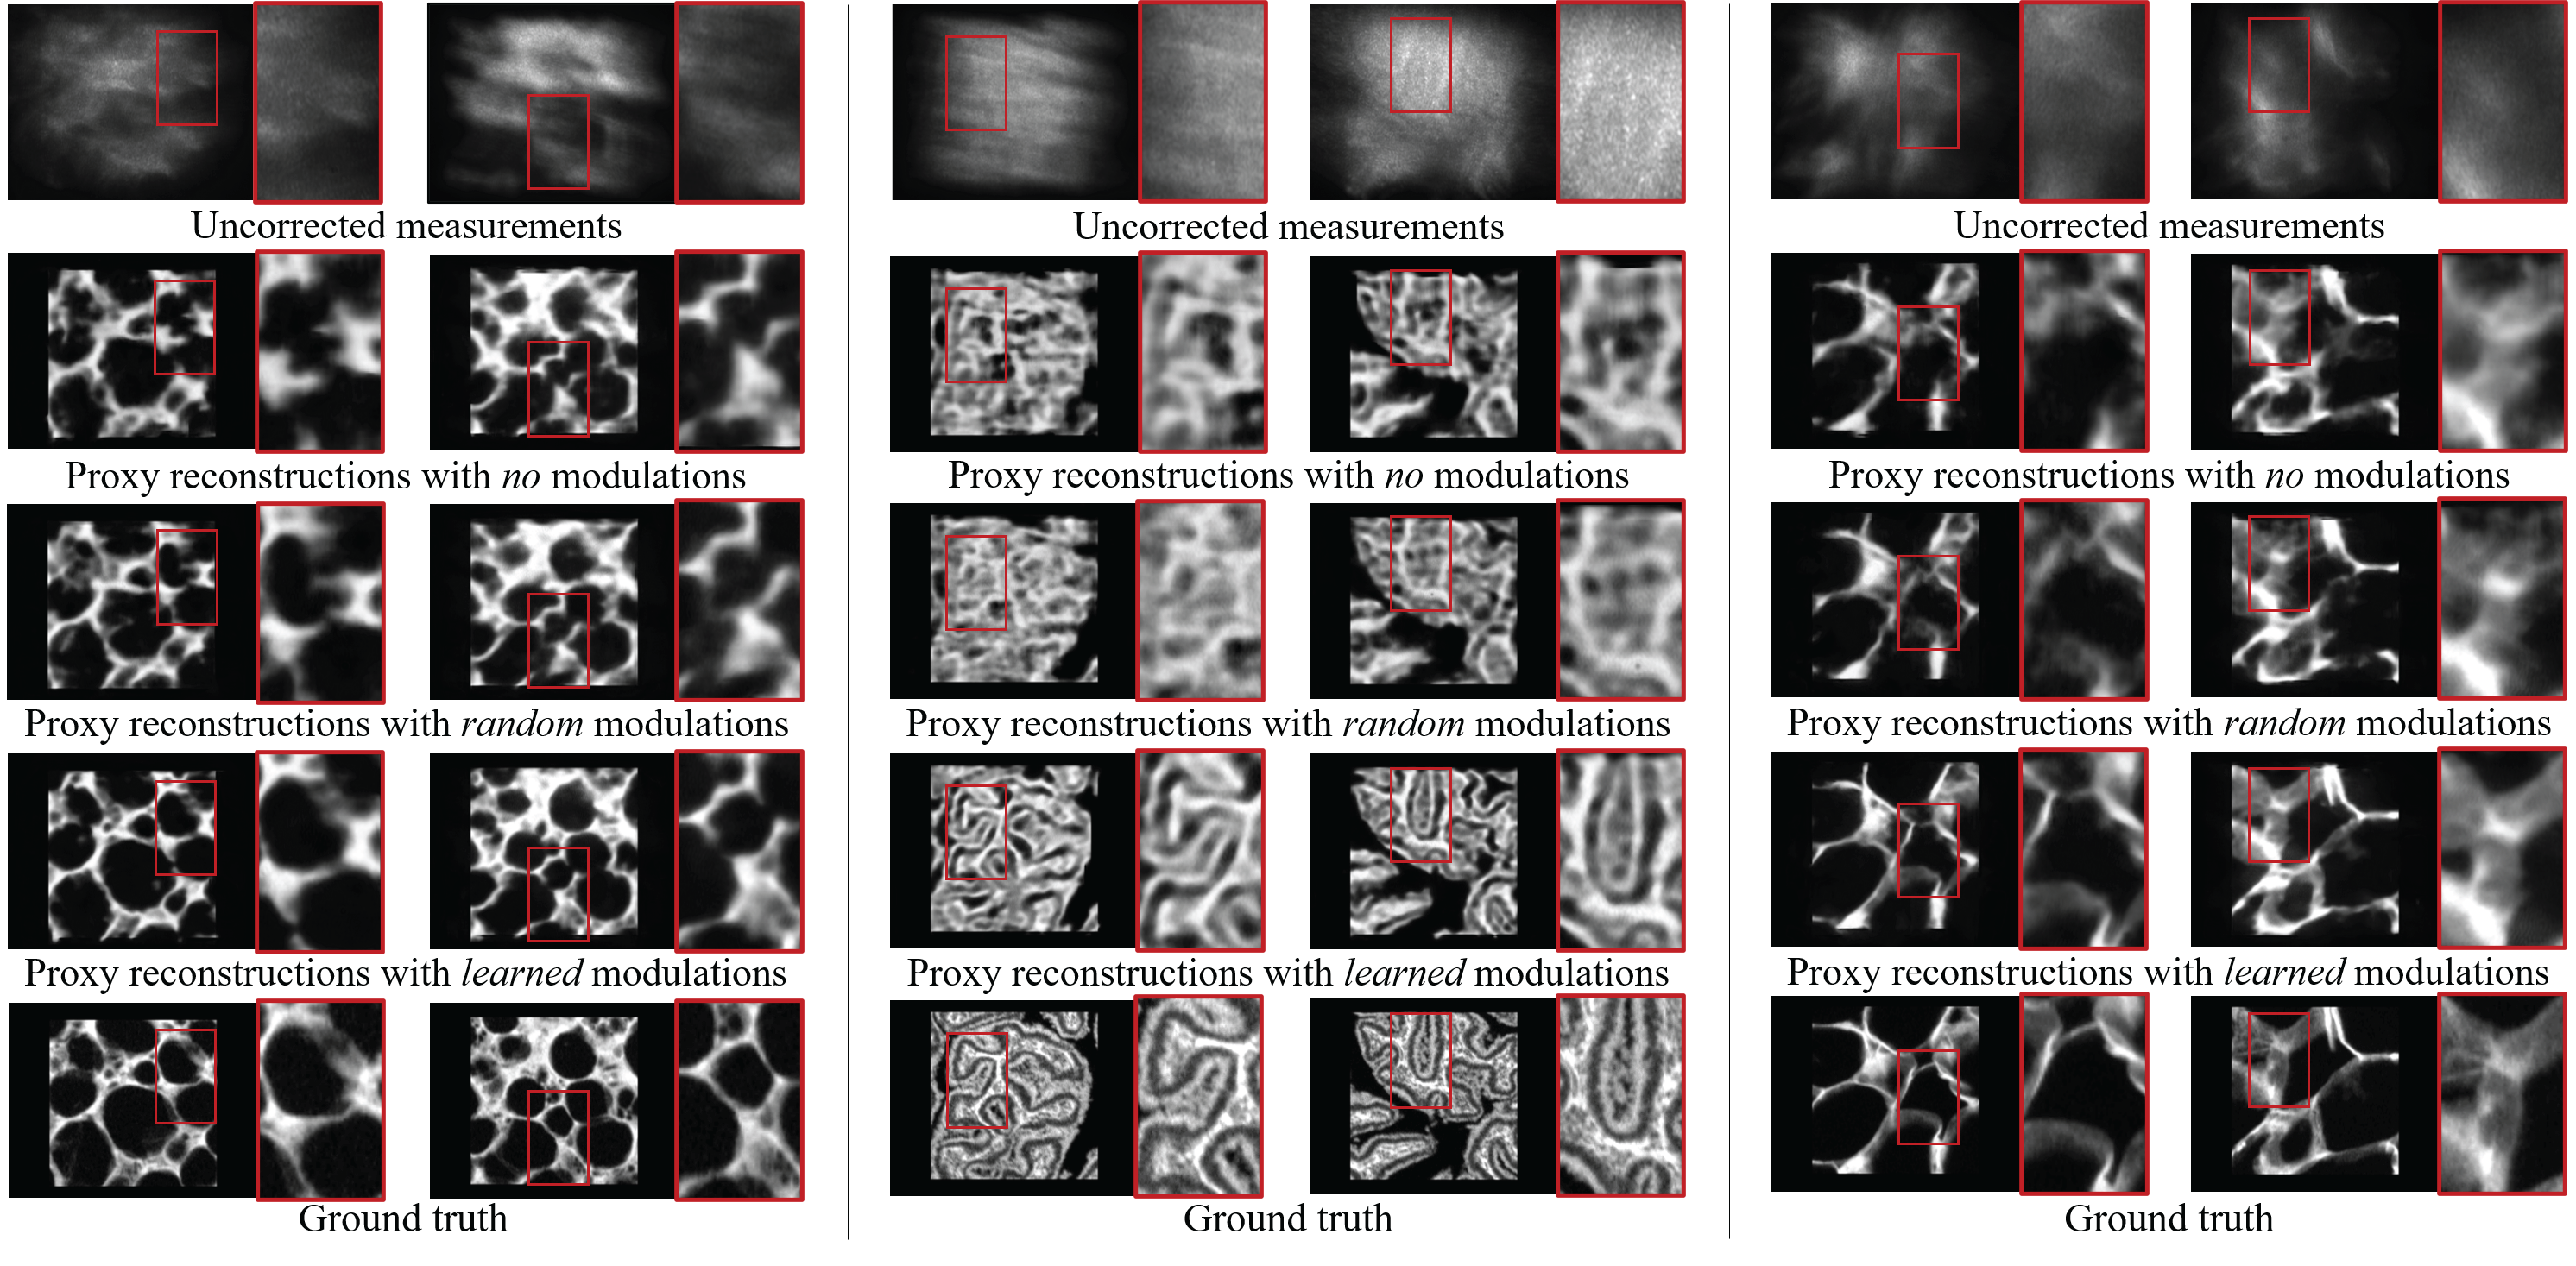 Uncorrected measurements
Uncorrected measurements
Uncorrected measurements
Proxy reconstructions with no modulations
Proxy reconstructions with no modulations
Proxy reconstructions with no modulations
Proxy reconstructions with random modulations
Proxy reconstructions with random modulations
Proxy reconstructions with random modulations
Proxy reconstructions with learned modulations
Proxy reconstructions with learned modulations
Proxy reconstructions with learned modulations
Ground truth
Ground truth
Ground truth